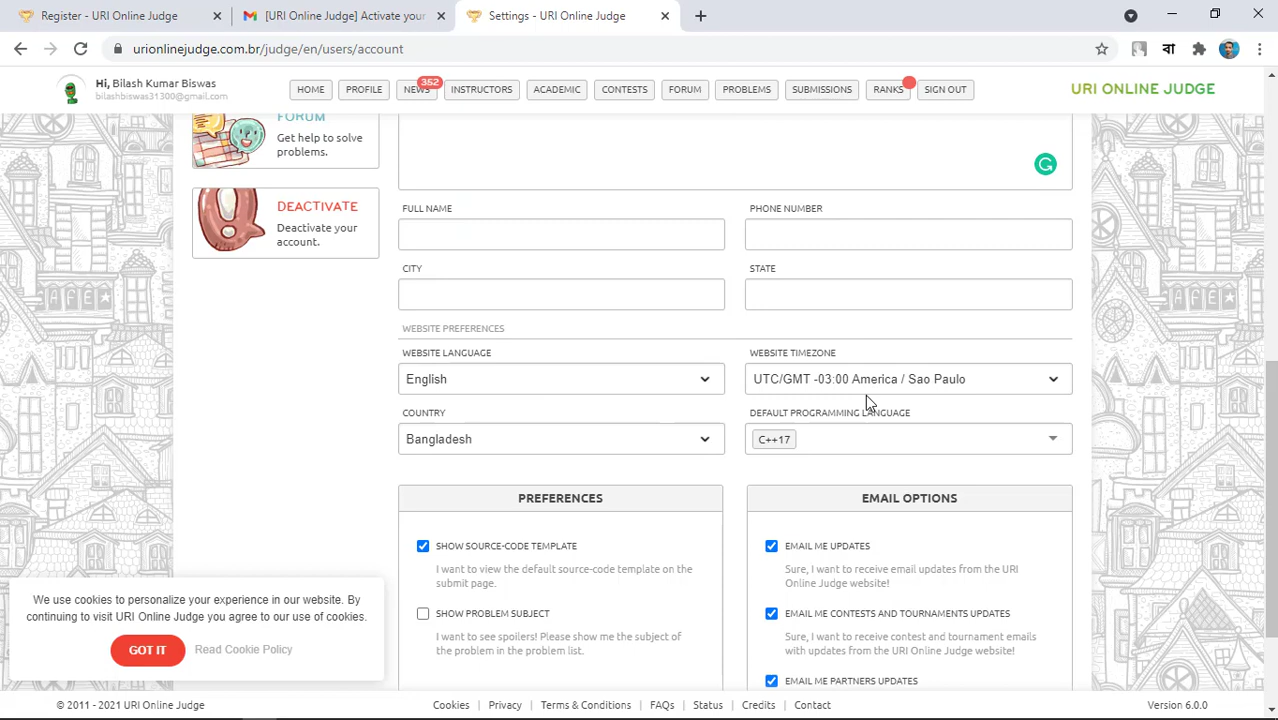 Register - URI Online Judge
[URI Online Judge] Activate your
Settings - URI Online Judge
urionlinejudge.com.br/judge/en/users/account
বা
Hi, Bilash Kumar Biswas
bilashbiswas31300@gmail.com
HOME
PROFILE
NEWS
352
INSTRUCTORS
ACADEMIC
CONTESTS
FORUM
PROBLEMS
SUBMISSIONS
RANKS
SIGN OUT
URI ONLINE JUDGE
FORUM
Get help to solve
problems.
DEACTIVATE
Deactivate your
account.
FULL NAME
PHONE NUMBER
CITY
STATE
WEBSITE PREFERENCES
WEBSITE LANGUAGE
WEBSITE TIMEZONE
English
UTC/GMT -03:00 America / Sao Paulo
COUNTRY
DEFAULT PROGRAMMING LANGUAGE
Bangladesh
C++17
PREFERENCES
EMAIL OPTIONS
SHOW SOURCE-CODE TEMPLATE
I want to view the default source-code template on the
submit page.
SHOW PROBLEM SUBJECT
I want to see spoilers! Please show me the subject of
the problem in the problem list.
EMAIL ME UPDATES
Sure, I want to receive email updates from the URI
Online Judge website!
EMAIL ME CONTESTS AND TOURNAMENTS UPDATES
Sure, I want to receive contest and tournament emails
with updates from the URI Online Judge website!
EMAIL ME PARTNERS UPDATES
We use cookies to personalize your experience in our website. By
continuing to visit URI Online Judge you agree to our use of cookies.
GOT IT
Read Cookie Policy
© 2011 - 2021 URI Online Judge
Cookies
Privacy
Terms & Conditions
FAQs
Status
Credits
Contact
Version 6.0.0